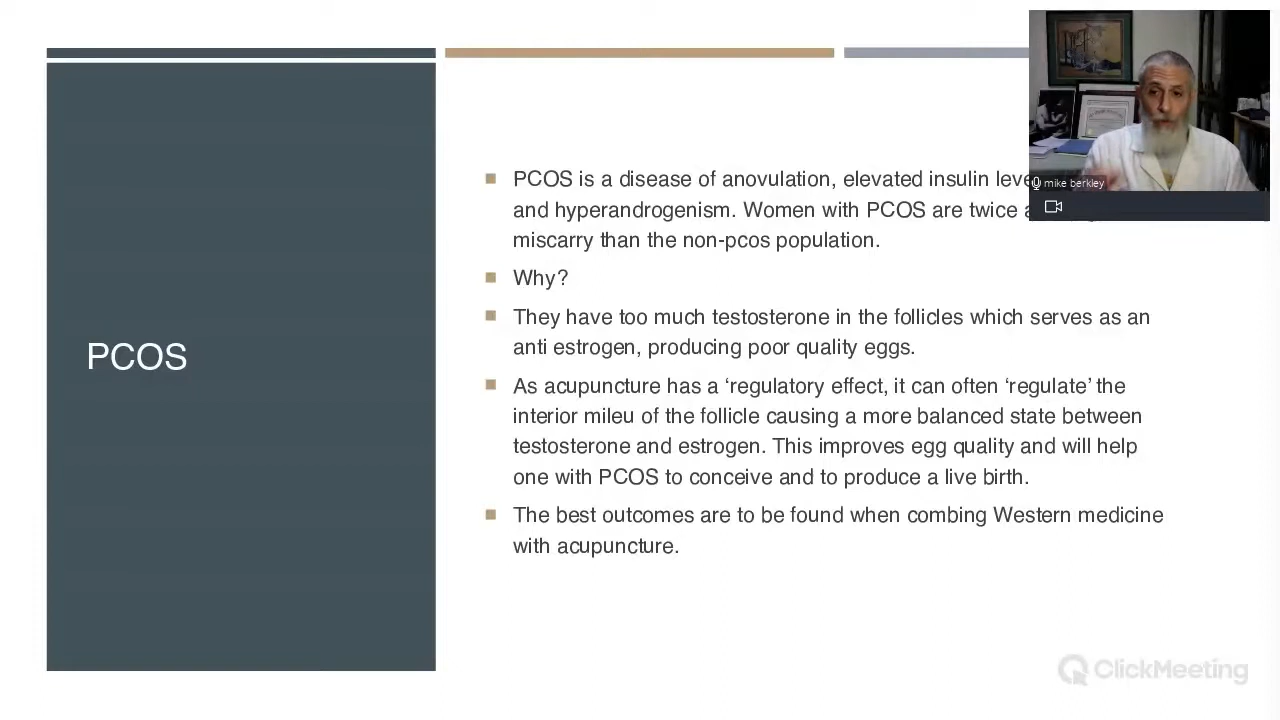 PCOS
PCOS is a disease of anovulation, elevated insulin
and hyperandrogenism. Women with PCOS are twice
miscarry than the non-pcos population.
Why?
They have too much testosterone in the follicles which serves as an
anti estrogen, producing poor quality eggs.
As acupuncture has a ‘regulatory effect, it can often ‘regulate’ the
interior mileu of the follicle causing a more balanced state between
testosterone and estrogen. This improves egg quality and will help
one with PCOS to conceive and to produce a live birth.
The best outcomes are to be found when combing Western medicine
with acupuncture.
mike berkley
ClickMeeting